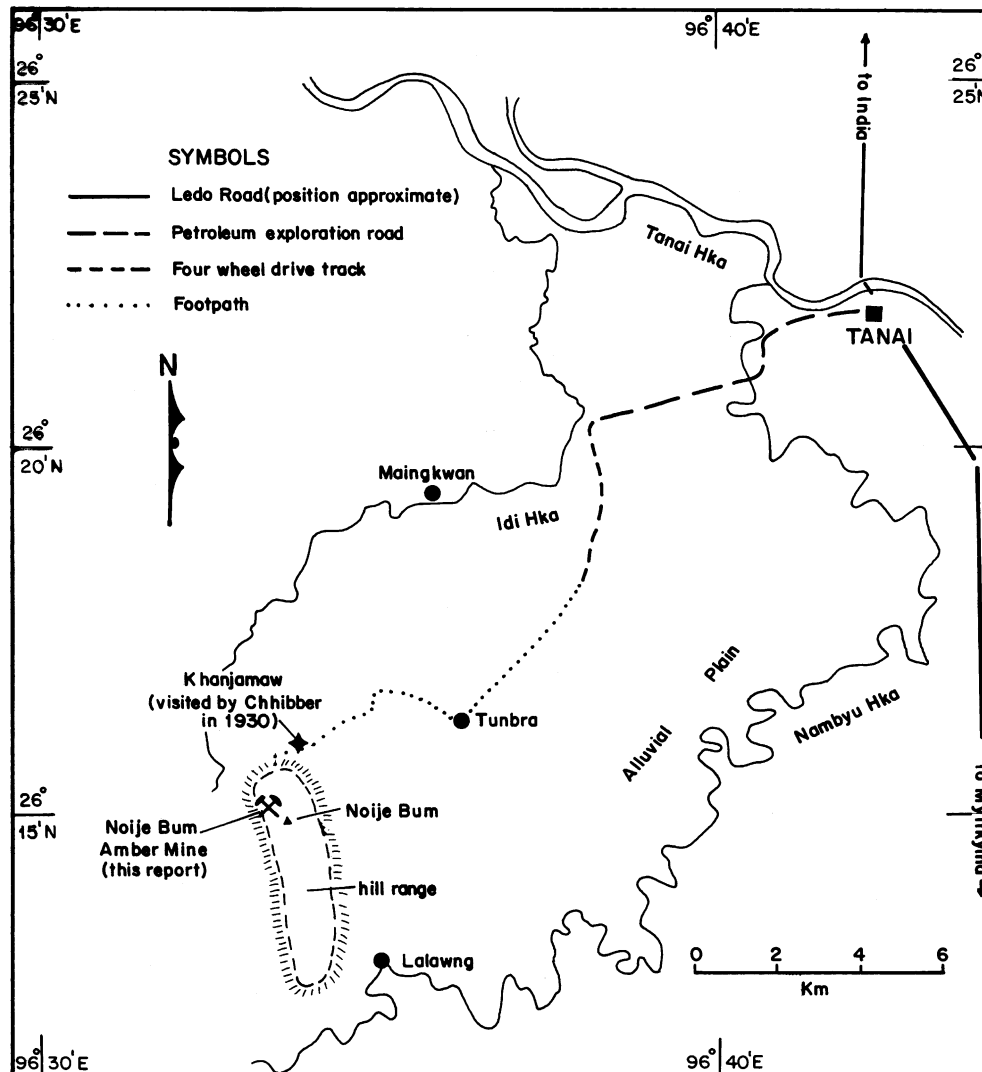 96° 30'E
96° 40'E
26°
25'N
26°
25'N
to India
SYMBOLS
Ledo Road(position approximate)
Petroleum exploration road
Four wheel drive track
Footpath
Tanai Hka
TANAI
N
26°
20'N
Maingkwan
Idi Hka
Khanjamaw
(visited by Chhibber
in 1930)
Tunbra
Plain
Alluvial
Nambyu Hka
26°
15'N
Noije Bum
Noije Bum
Amber Mine
(this report)
hill range
Lalawng
0 2 4 6
Km
96° 30'E
96° 40'E